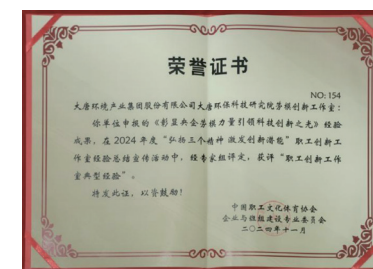 荣誉证书
NO: 154
大唐环境产业集团股份有限公司大唐环保科技研究院劳模创新工作室:
你单位申报的《彰显央企劳模力量引领科技创新之光》经验
成果,在2024年度“弘扬三个精神 激发创新潜能”职工创新工
作室经验总结宣传活动中,经专家组评定,获评“职工创新工作
室典型经验”。
特发此证,以资鼓励!
中国职工文化体育协会
企业与班组建设专业委员会
二〇二四年十一月